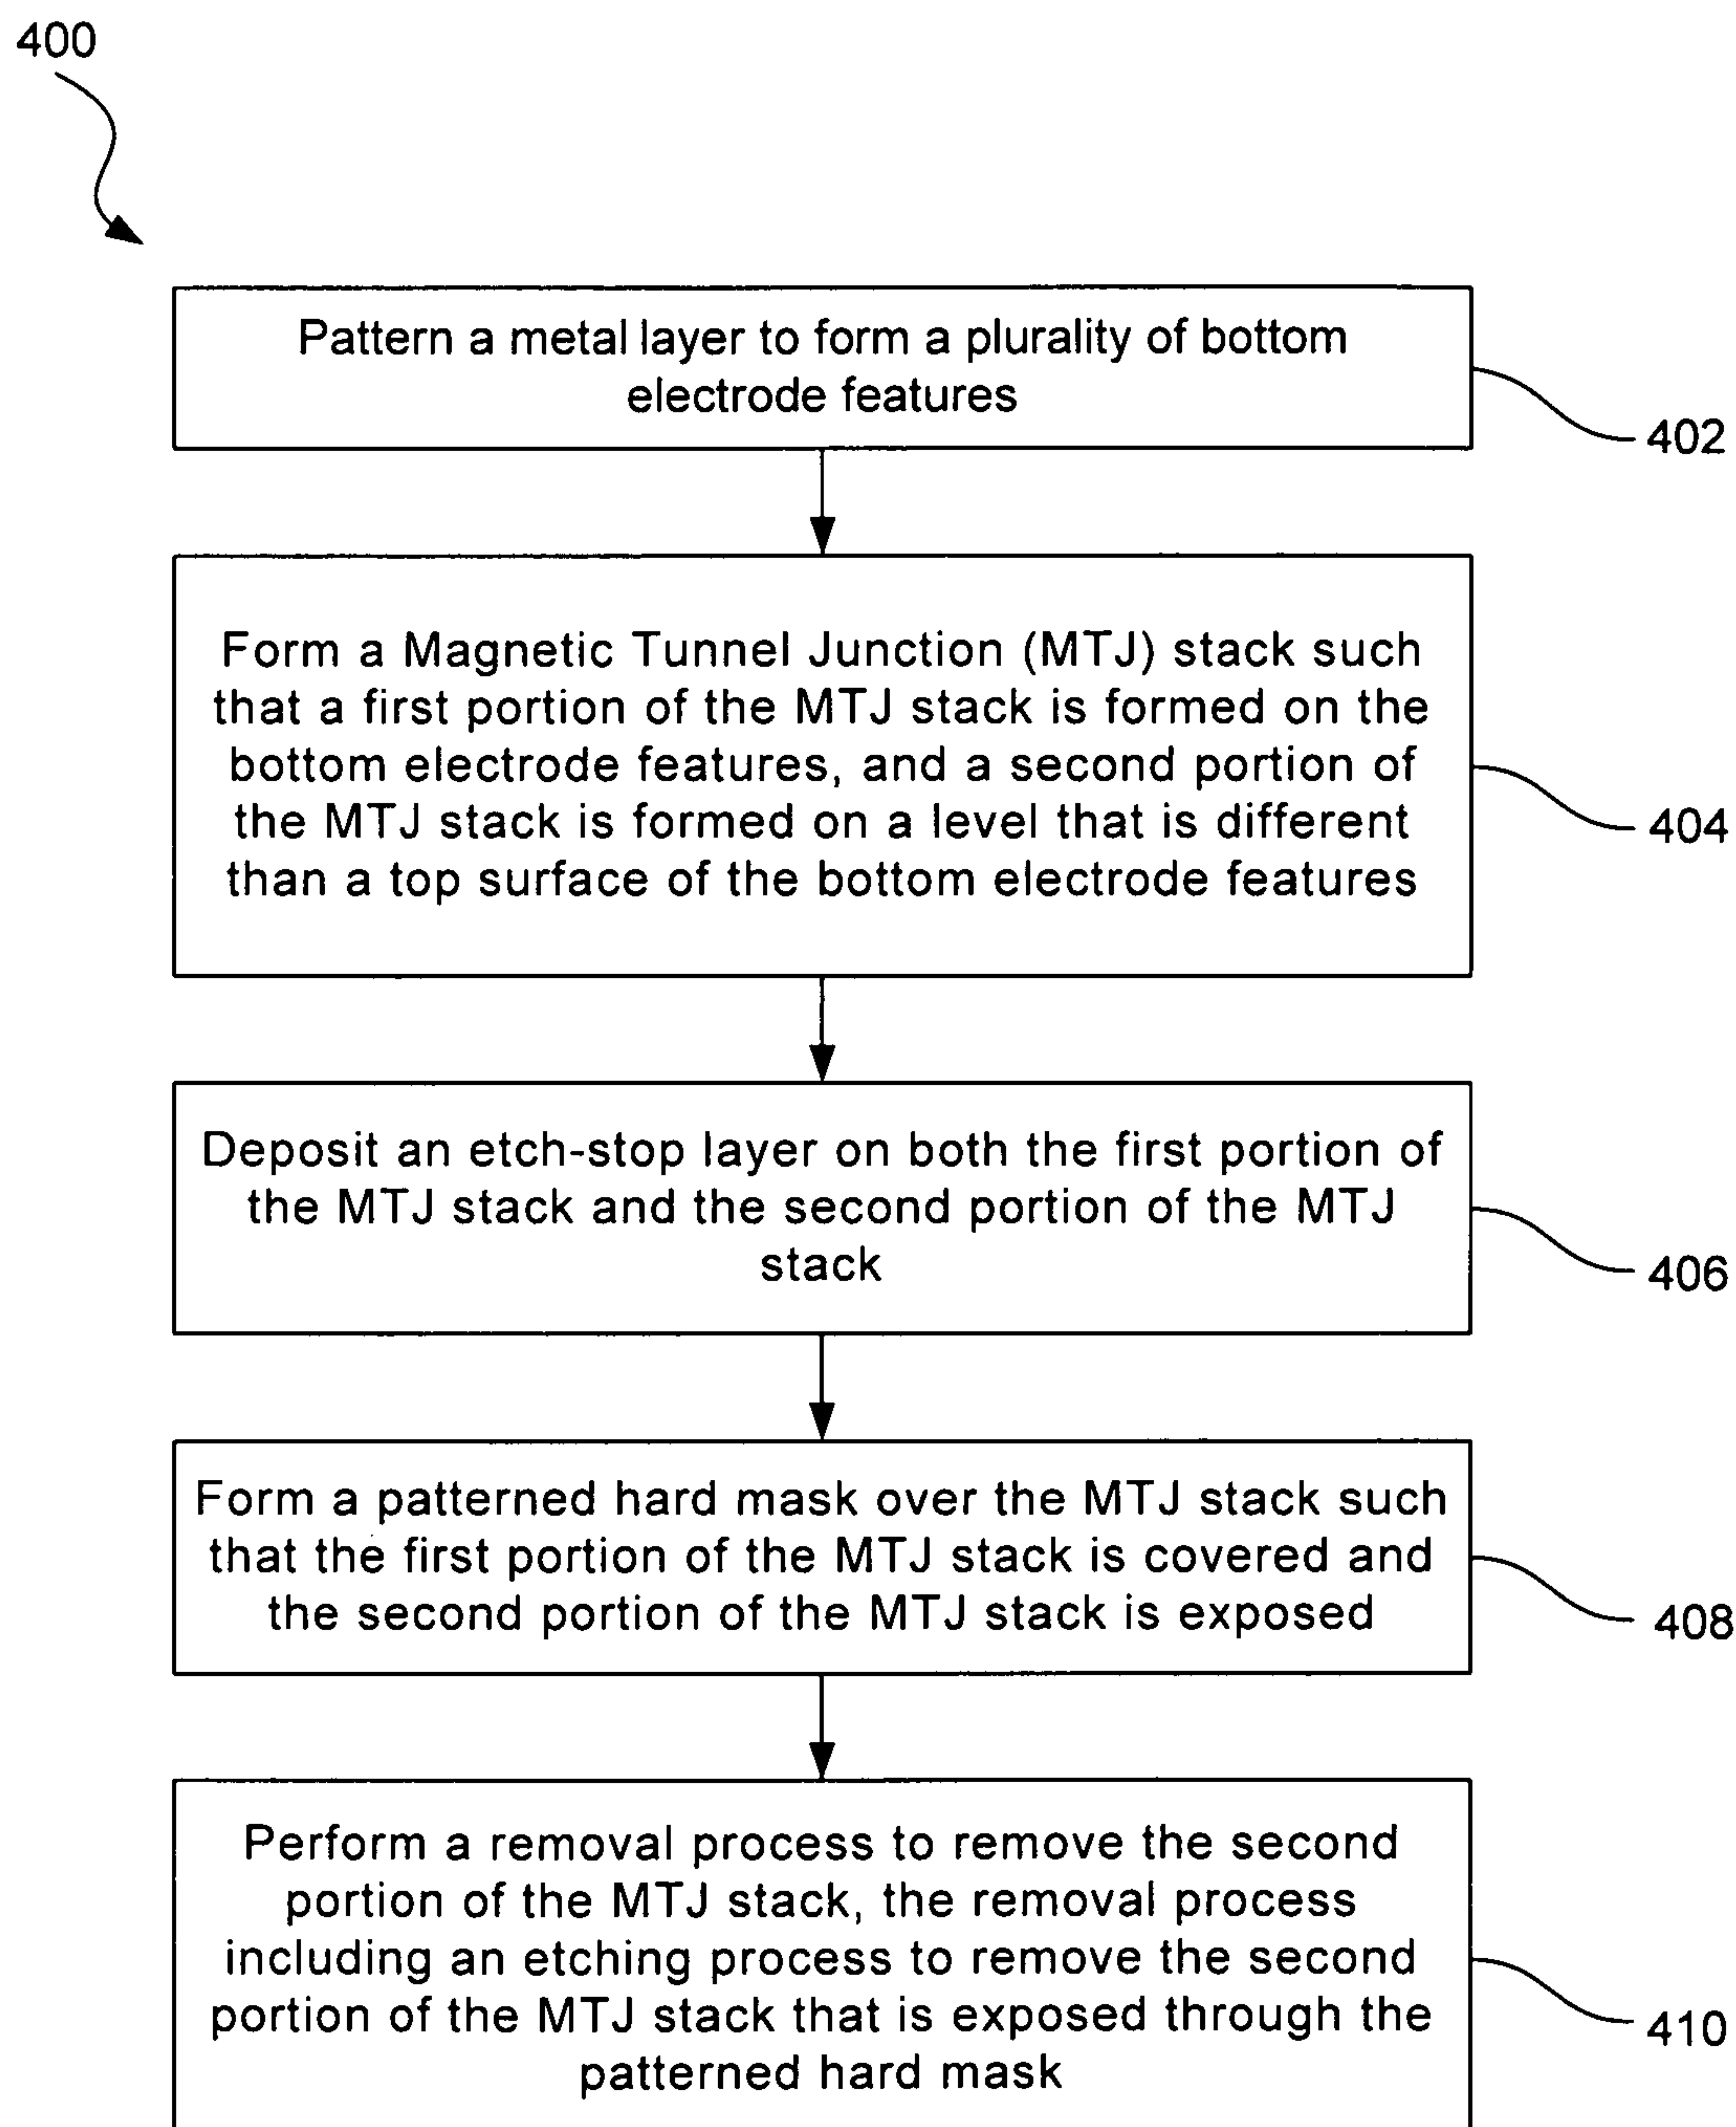 400
Pattern a metal layer to form a plurality of bottom
electrode features
402
Form a Magnetic Tunnel Junction (MTJ) stack such
that a first portion of the MTJ stack is formed on the
bottom electrode features, and a second portion of
the MTJ stack is formed on a level that is different
than a top surface of the bottom electrode features
404
Deposit an etch-stop layer on both the first portion of
the MTJ stack and the second portion of the MTJ
stack
406
Form a patterned hard mask over the MTJ stack such
that the first portion of the MTJ stack is covered and
the second portion of the MTJ stack is exposed
408
Perform a removal process to remove the second
portion of the MTJ stack, the removal process
including an etching process to remove the second
portion of the MTJ stack that is exposed through the
patterned hard mask
410